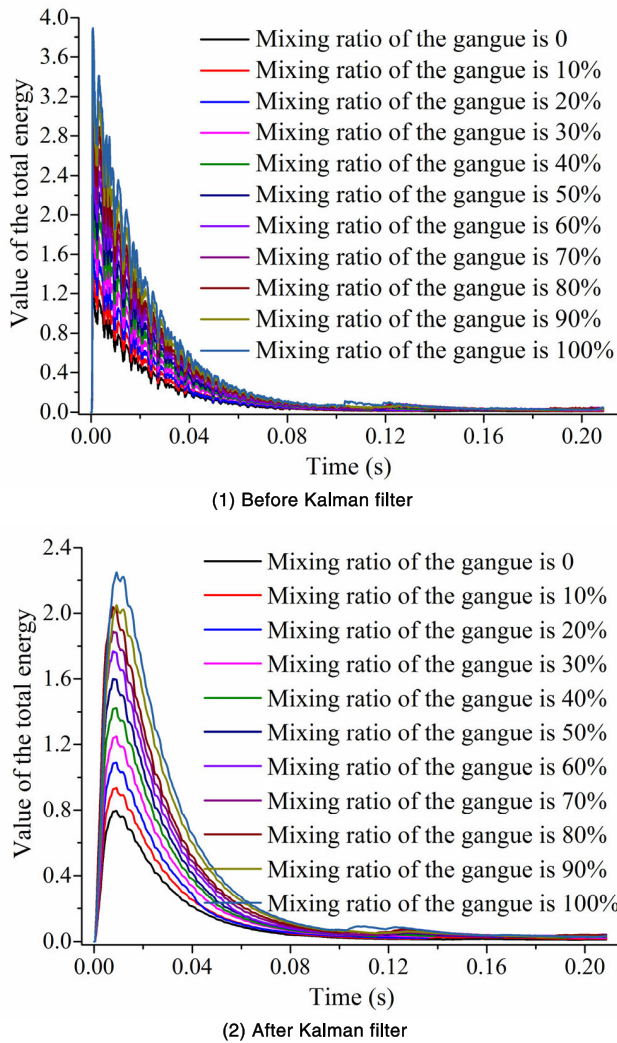 4.0
3.6
3.2
2.8
2.4
2.0
1.6
1.2
0.8
0.4
0.0
Value of the total energy
Mixing ratio of the gangue is 0
Mixing ratio of the gangue is 10%
Mixing ratio of the gangue is 20%
Mixing ratio of the gangue is 30%
Mixing ratio of the gangue is 40%
Mixing ratio of the gangue is 50%
Mixing ratio of the gangue is 60%
Mixing ratio of the gangue is 70%
Mixing ratio of the gangue is 80%
Mixing ratio of the gangue is 90%
Mixing ratio of the gangue is 100%
0.00 0.04 0.08 0.12 0.16 0.20
Time (s)
(1) Before Kalman filter
2.4
2.0
1.6
1.2
0.8
0.4
0.0
Value of the total energy
Mixing ratio of the gangue is 0
Mixing ratio of the gangue is 10%
Mixing ratio of the gangue is 20%
Mixing ratio of the gangue is 30%
Mixing ratio of the gangue is 40%
Mixing ratio of the gangue is 50%
Mixing ratio of the gangue is 60%
Mixing ratio of the gangue is 70%
Mixing ratio of the gangue is 80%
Mixing ratio of the gangue is 90%
Mixing ratio of the gangue is 100%
0.00 0.04 0.08 0.12 0.16 0.20
Time (s)
(2) After Kalman filter